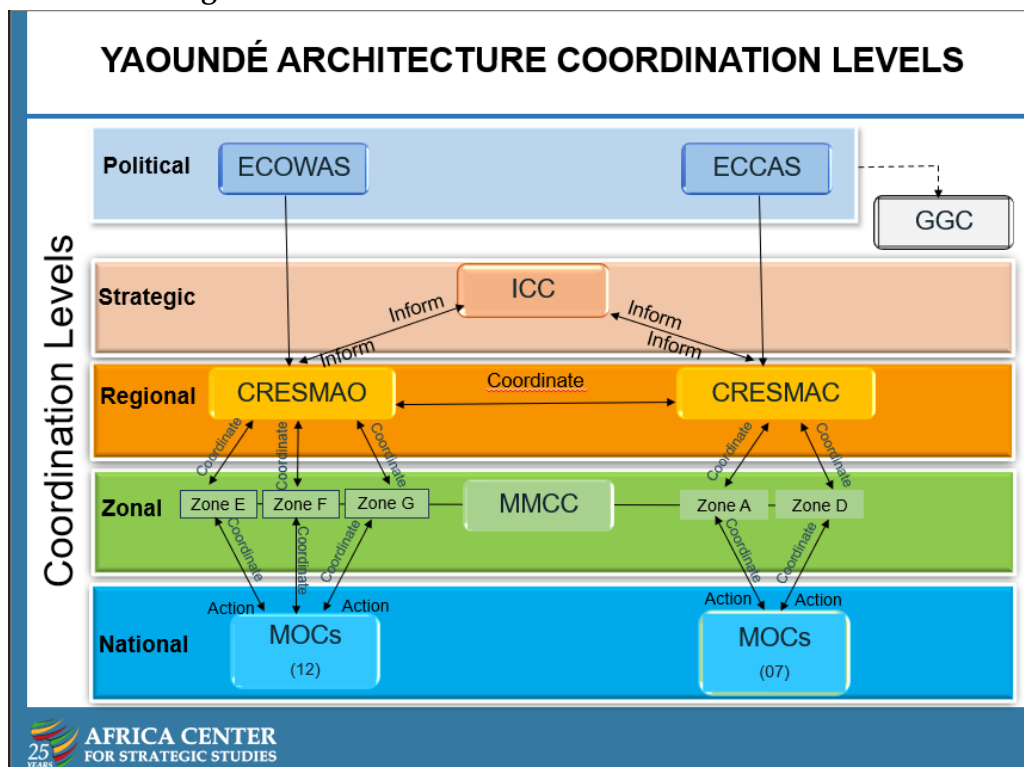 YAOUNDÉ ARCHITECTURE COORDINATION LEVELS
Coordination Levels
Political
ECOWAS
ECCAS
GGC
Strategic
ICC
Inform
Inform
Inform
Inform
Regional
CRESMAO
Coordinate
CRESMAC
Coordinate
Coordinate
Coordinate
Coordinate
Coordinate
Zonal
Zone E
Zone F
Zone G
MMCC
Zone A
Zone D
Coordinate
Coordinate
Coordinate
Coordinate
Coordinate
Action
Action
Action
Action
National
MOCs
(12)
MOCs
(07)
25
YEARS
AFRICA CENTER
FOR STRATEGIC STUDIES